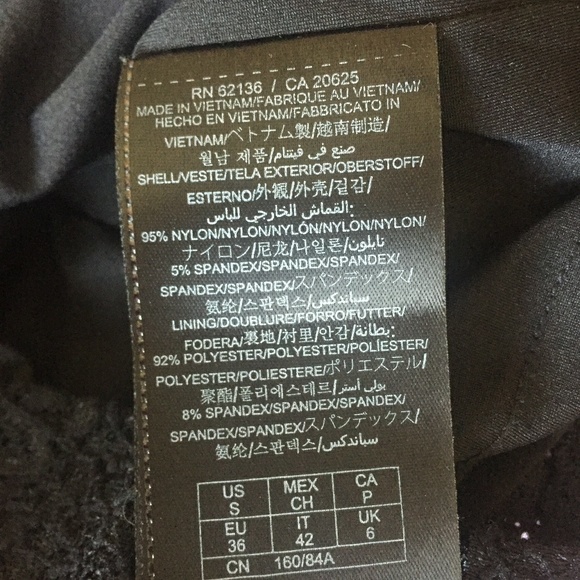 RN 62136 / CA 20625
MADE IN VIETNAM/FABRIQUE AU VIETNAM/
HECHO EN VIETNAM/FABBRICATO IN
VIETNAM/ベトナム製/越南制造/
월남 제품/صنع في فيتنام/
SHELL/VESTE/TELA EXTERIOR/OBERSTOFF/
ESTERNO/外観/外壳/겉감/
القماش الخارجي للباس:
95% NYLON/NYLON/NYLON/NYLON/NYLON/
ナイロン/尼龙/나일론/نايلون
5% SPANDEX/SPANDEX/SPANDEX/
SPANDEX/SPANDEX/スパンデックス/
氨纶/스판덱스/سباندكس
LINING/DOUBLURE/FORRO/FUTTER/
FODERA/裏地/衬里/안감/بطانة:
92% POLYESTER/POLYESTER/POLIESTER/
POLYESTER/POLIESTERE/ポリエステル/
聚酯/폴리에스테르/بولي أستر
8% SPANDEX/SPANDEX/SPANDEX/
SPANDEX/SPANDEX/スパンデックス/
氨纶/스판덱스/سباندكس
US MEX CA
S CH P
EU IT UK
36 42 6
CN 160/84A